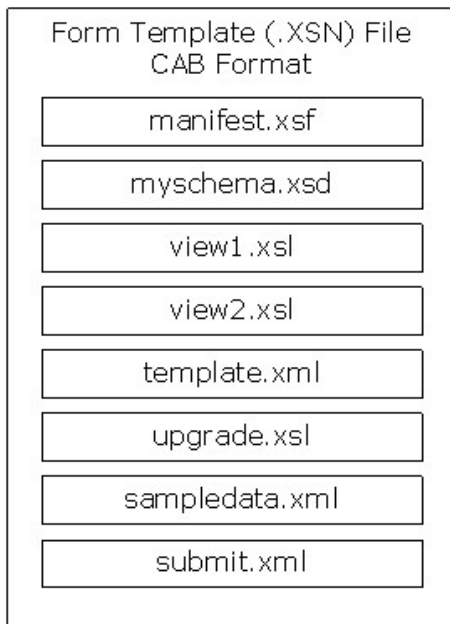 Form Template (.XSN) File
CAB Format
manifest.xsf
myschema.xsd
view1.xsl
view2.xsl
template.xml
upgrade.xsl
sampledata.xml
submit.xml